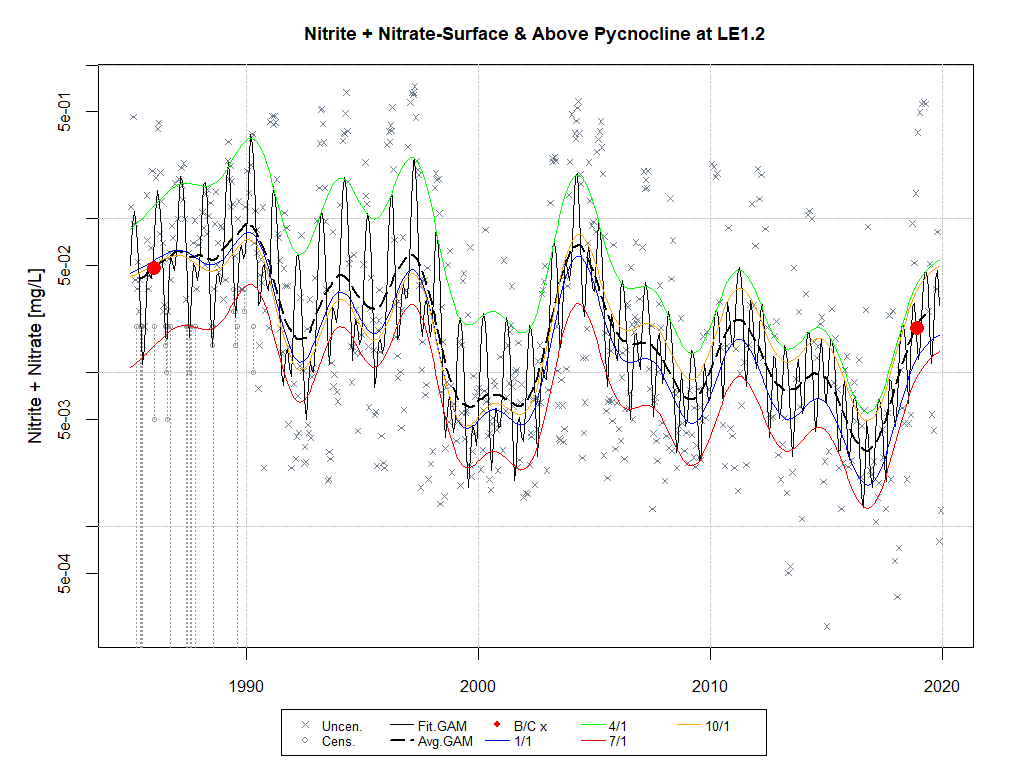 Nitrite + Nitrate-Surface & Above Pycnocline at LE1.2
Nitrite + Nitrate [mg/L]
5e-01
5e-02
5e-03
5e-04
1990 2000 2010 2020
Uncen. Fit.GAM B/C x 4/1 10/1
Cens. Avg.GAM 1/1 7/1